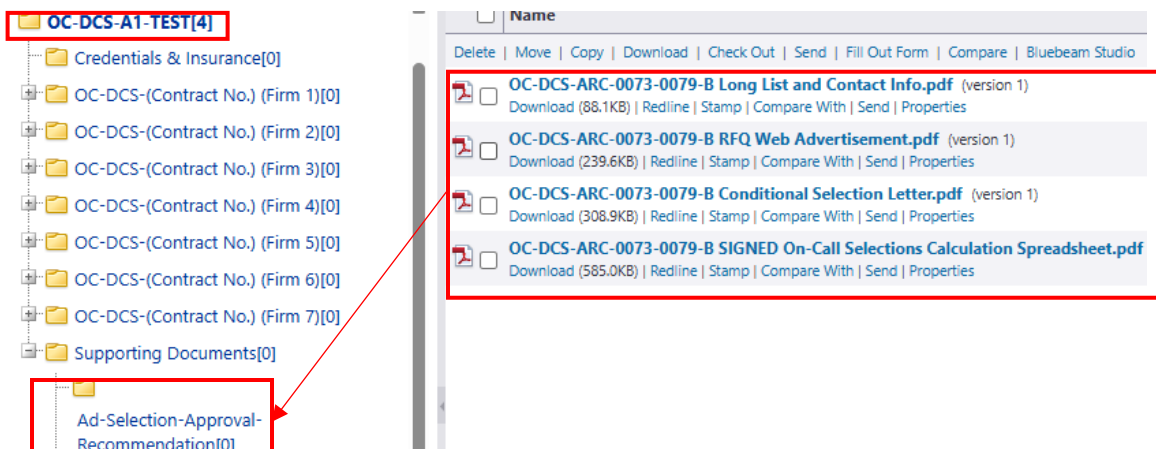 OC-DCS-A1-TEST[4]
Credentials & Insurance[0]
OC-DCS-(Contract No.) (Firm 1)[0]
OC-DCS-(Contract No.) (Firm 2)[0]
OC-DCS-(Contract No.) (Firm 3)[0]
OC-DCS-(Contract No.) (Firm 4)[0]
OC-DCS-(Contract No.) (Firm 5)[0]
OC-DCS-(Contract No.) (Firm 6)[0]
OC-DCS-(Contract No.) (Firm 7)[0]
Supporting Documents[0]
Ad-Selection-Approval-
Recommendation[0]
Name
Delete | Move | Copy | Download | Check Out | Send | Fill Out Form | Compare | Bluebeam Studio
OC-DCS-ARC-0073-0079-B Long List and Contact Info.pdf (version 1)
Download (88.1KB) | Redline | Stamp | Compare With | Send | Properties
OC-DCS-ARC-0073-0079-B RFQ Web Advertisement.pdf (version 1)
Download (239.6KB) | Redline | Stamp | Compare With | Send | Properties
OC-DCS-ARC-0073-0079-B Conditional Selection Letter.pdf (version 1)
Download (308.9KB) | Redline | Stamp | Compare With | Send | Properties
OC-DCS-ARC-0073-0079-B SIGNED On-Call Selections Calculation Spreadsheet.pdf
Download (585.0KB) | Redline | Stamp | Compare With | Send | Properties